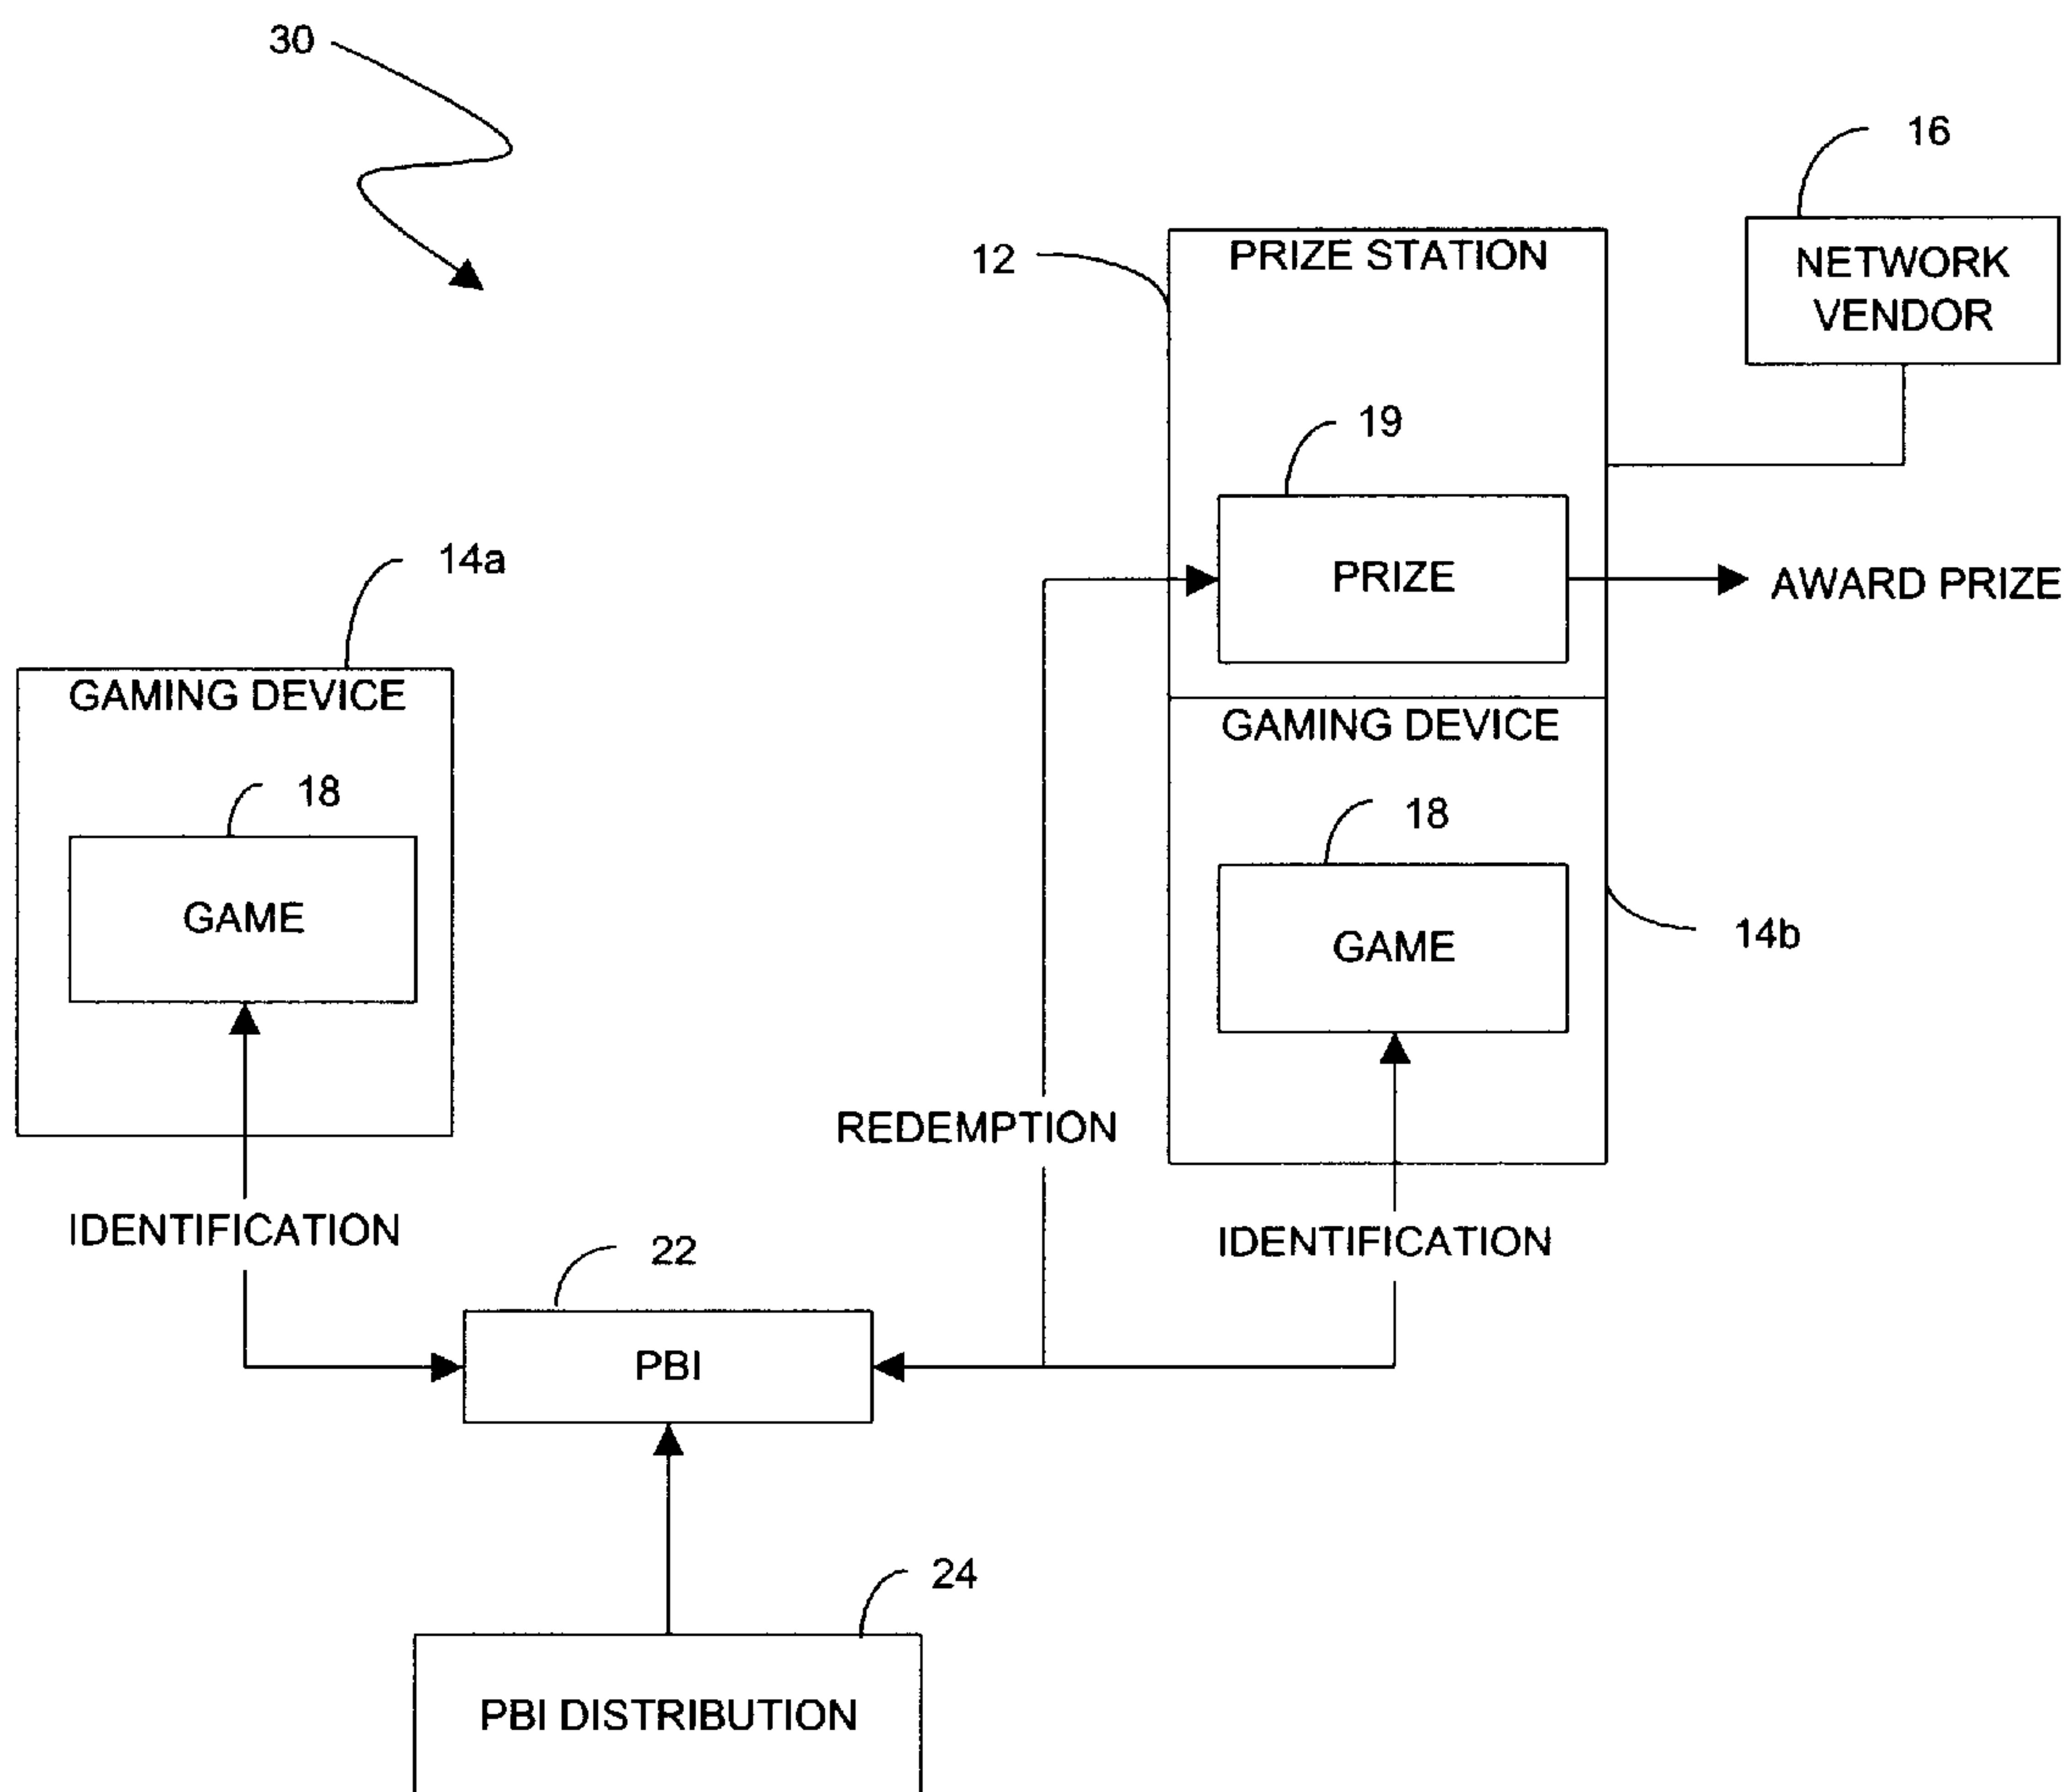 30
16
NETWORK
VENDOR
12
PRIZE STATION
19
PRIZE
AWARD PRIZE
14a
GAMING DEVICE
18
GAME
GAMING DEVICE
18
GAME
14b
REDEMPTION
IDENTIFICATION
IDENTIFICATION
22
PBI
24
PBI DISTRIBUTION